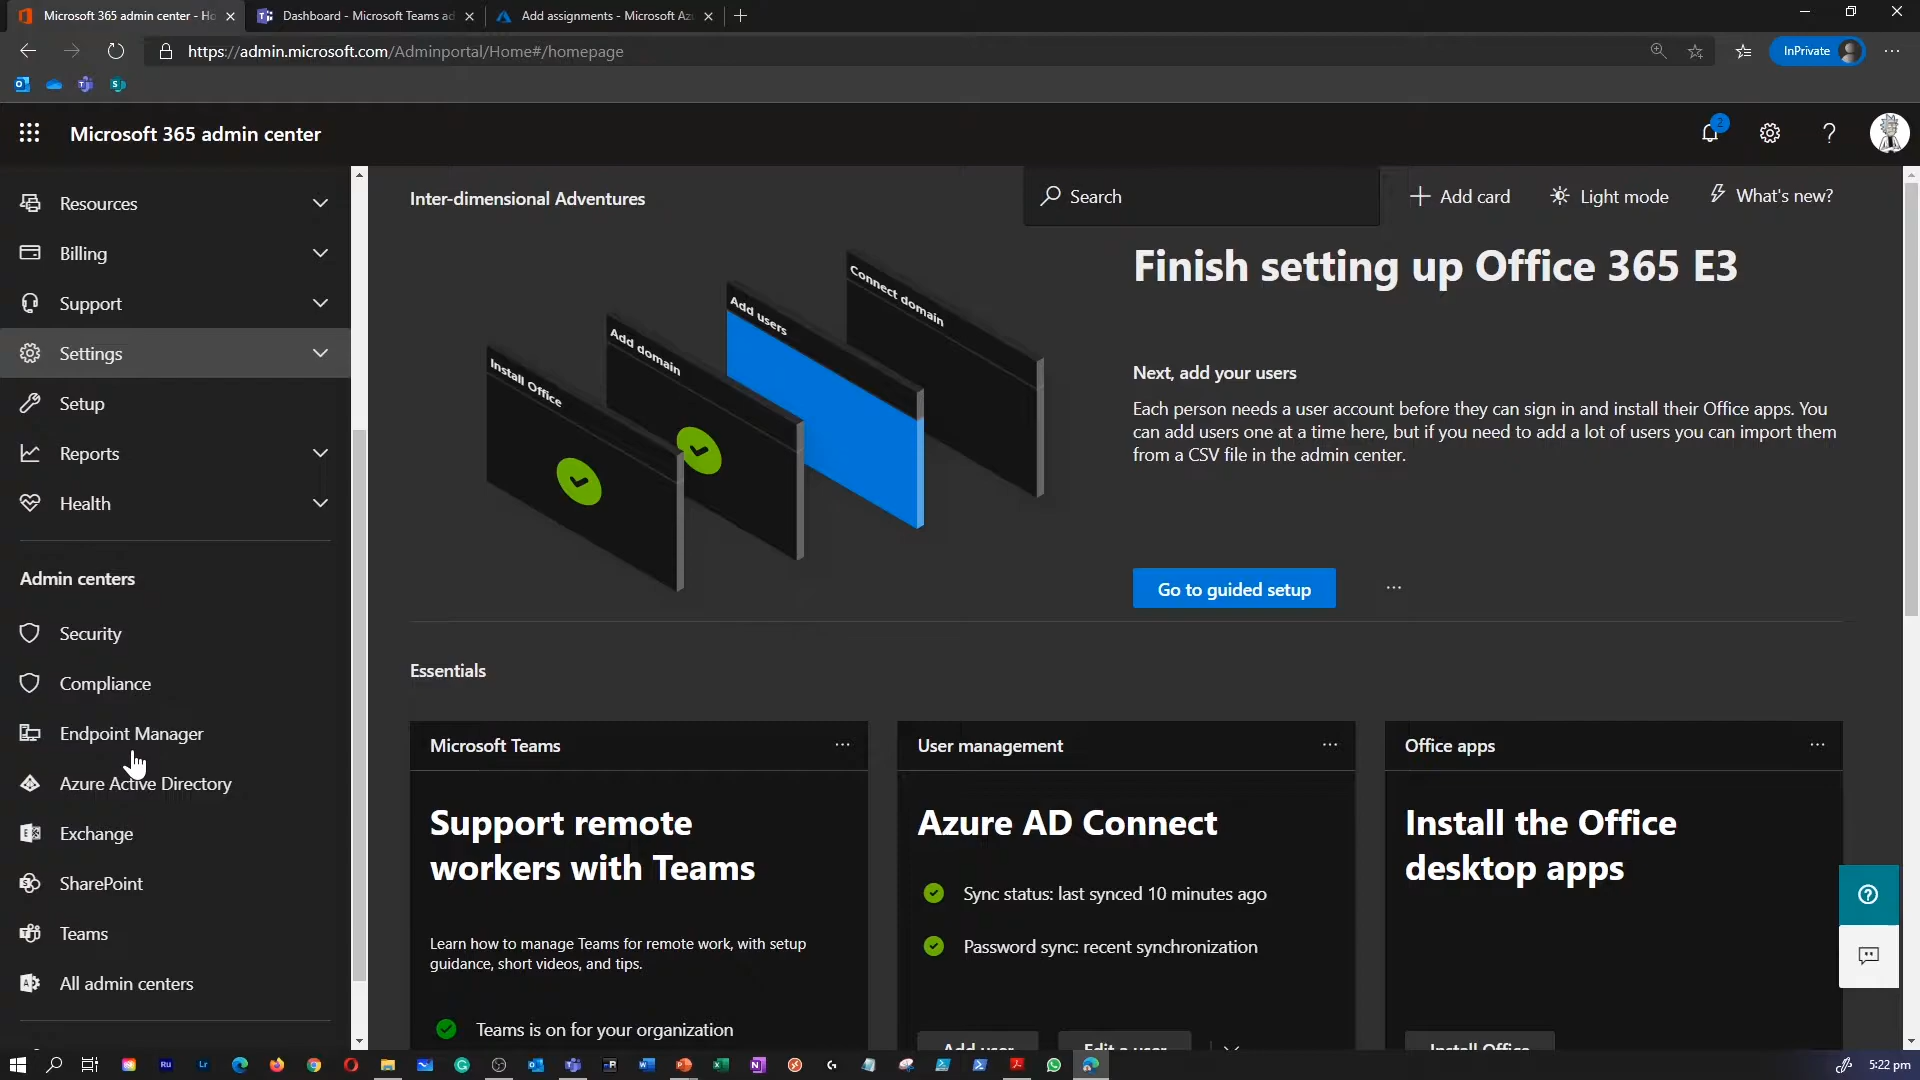 Microsoft 365 admin center - Ho
Dashboard - Microsoft Teams ad
Add assignments - Microsoft Az
https://admin.microsoft.com/Adminportal/Home#/homepage
InPrivate
Microsoft 365 admin center
2
Resources
Billing
Support
Settings
Setup
Reports
Health
Admin centers
Security
Compliance
Endpoint Manager
Azure Active Directory
Exchange
SharePoint
Teams
All admin centers
Inter-dimensional Adventures
Search
Add card
Light mode
What's new?
Install Office
Add domain
Add users
Connect domain
Finish setting up Office 365 E3
Next, add your users
Each person needs a user account before they can sign in and install their Office apps. You
can add users one at a time here, but if you need to add a lot of users you can import them
from a CSV file in the admin center.
Go to guided setup
Essentials
Microsoft Teams
Support remote
workers with Teams
Learn how to manage Teams for remote work, with setup
guidance, short videos, and tips.
Teams is on for your organization
User management
Azure AD Connect
Sync status: last synced 10 minutes ago
Password sync: recent synchronization
Add user
Edit a user
Office apps
Install the Office
desktop apps
Install Office
5:22 pm